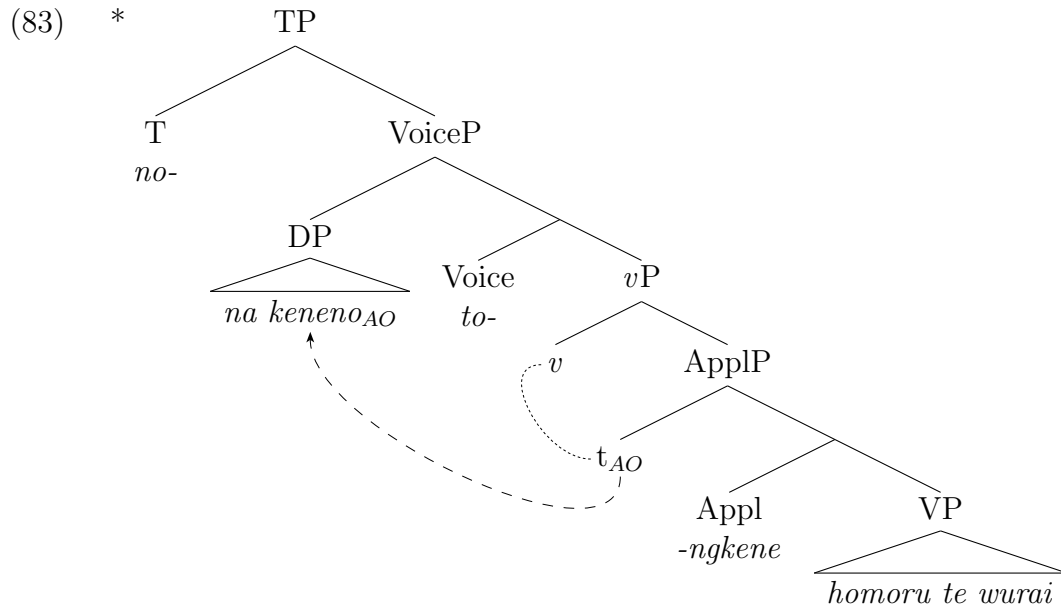 (83) * TP
T VoiceP
no-
DP
Voice vP
na keneno_AO to-
v ApplP
t_AO
Appl VP
-ngkene
homoru te wurai